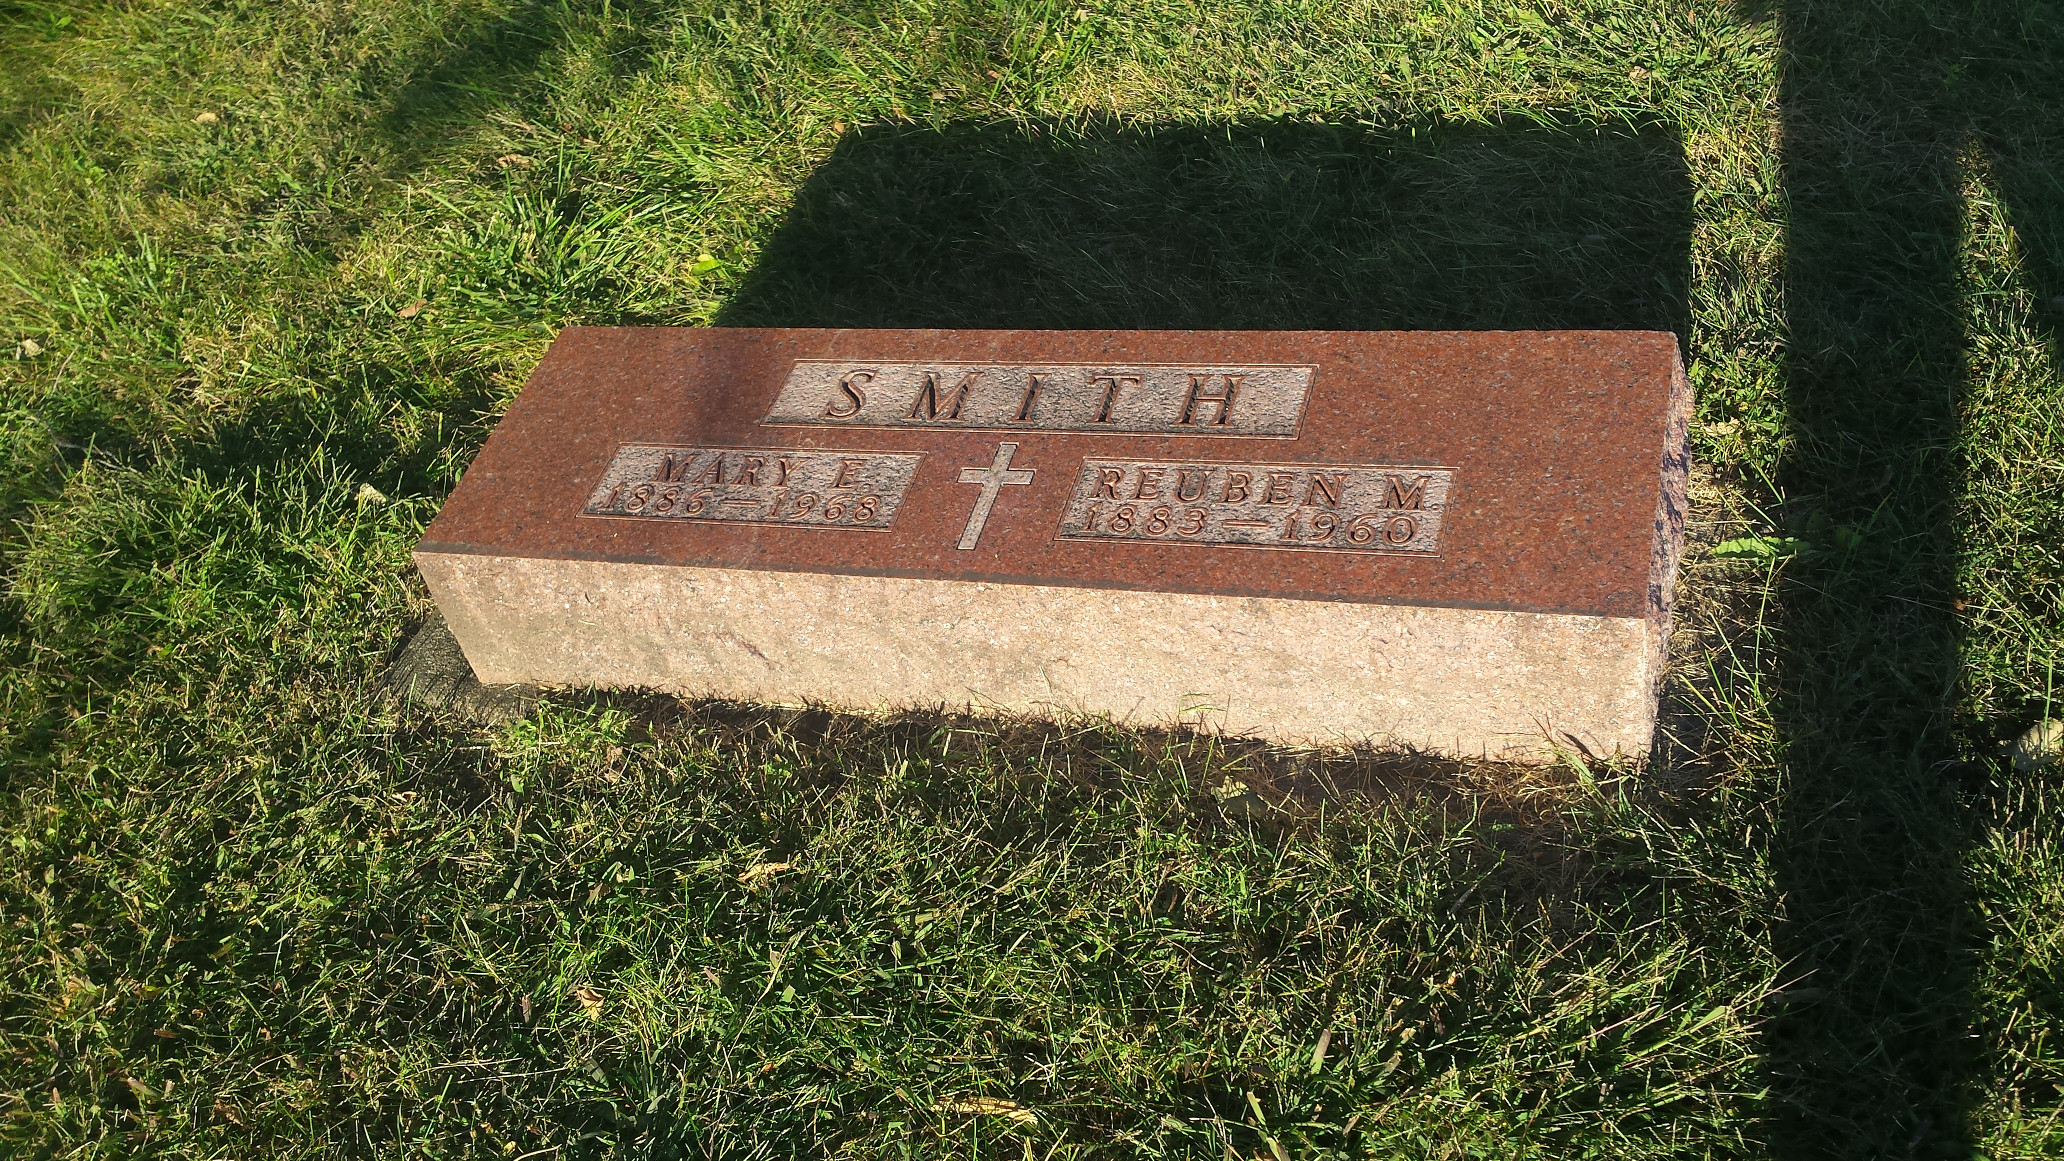 SMITH
MARY E.
1886—1968
REUBEN M.
1883—1960